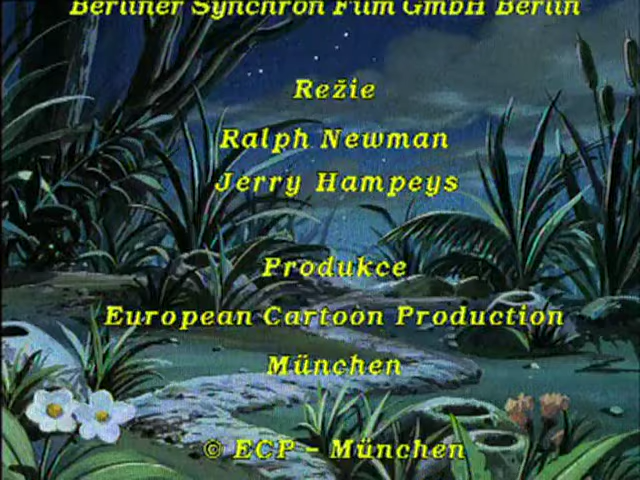 Berliner Synchron Film GmbH Berlin
Režie
Ralph Newman
Jerry Hampeys
Produkce
European Cartoon Production
München
© ECP - München